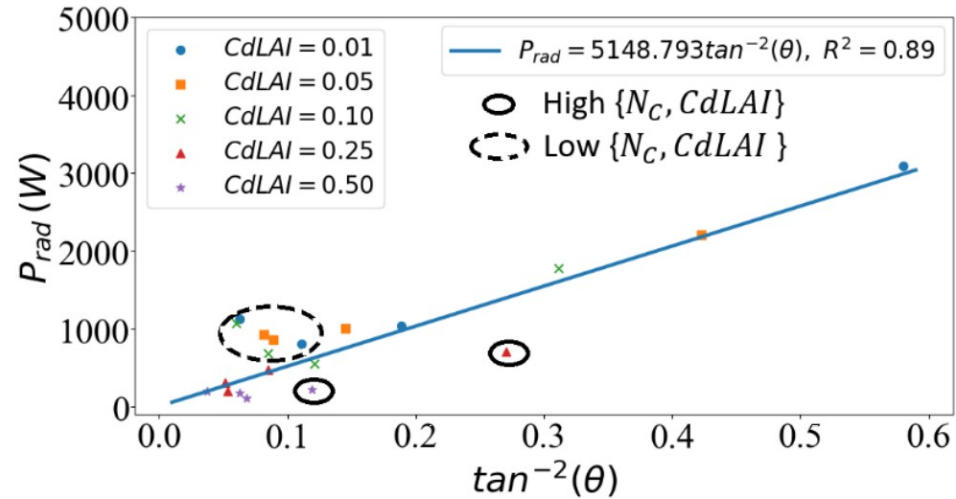 5000
4000
3000
2000
1000
0
P_rad (W)
CdLAI = 0.01
CdLAI = 0.05
CdLAI = 0.10
CdLAI = 0.25
CdLAI = 0.50
P_rad = 5148.793tan⁻²(θ), R² = 0.89
High {N_C, CdLAI}
Low {N_C, CdLAI }
0.0 0.1 0.2 0.3 0.4 0.5 0.6
tan⁻²(θ)